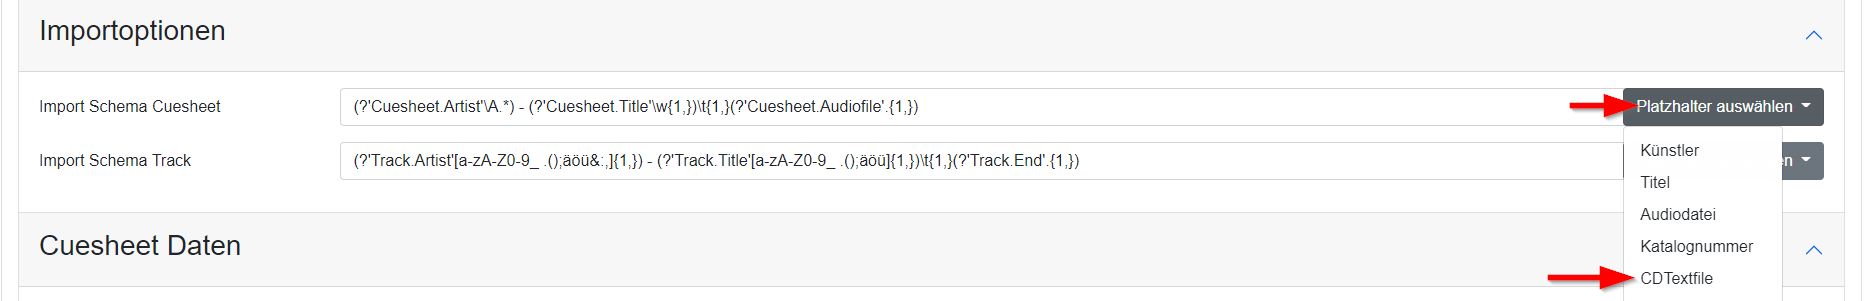 Importoptionen
Import Schema Cuesheet
(?'Cuesheet.Artist'\A.*) - (?'Cuesheet.Title'\w{1,})\t{1,}(?'Cuesheet.Audiofile'.{1,})
Platzhalter auswählen
Import Schema Track
(?'Track.Artist'[a-zA-Z0-9_ .();äöü&:,]{1,}) - (?'Track.Title'[a-zA-Z0-9_ .();äöü]{1,})\t{1,}(?'Track.End'.{1,})
en
Künstler
Titel
Audiodatei
Katalognummer
CDTextfile
Cuesheet Daten